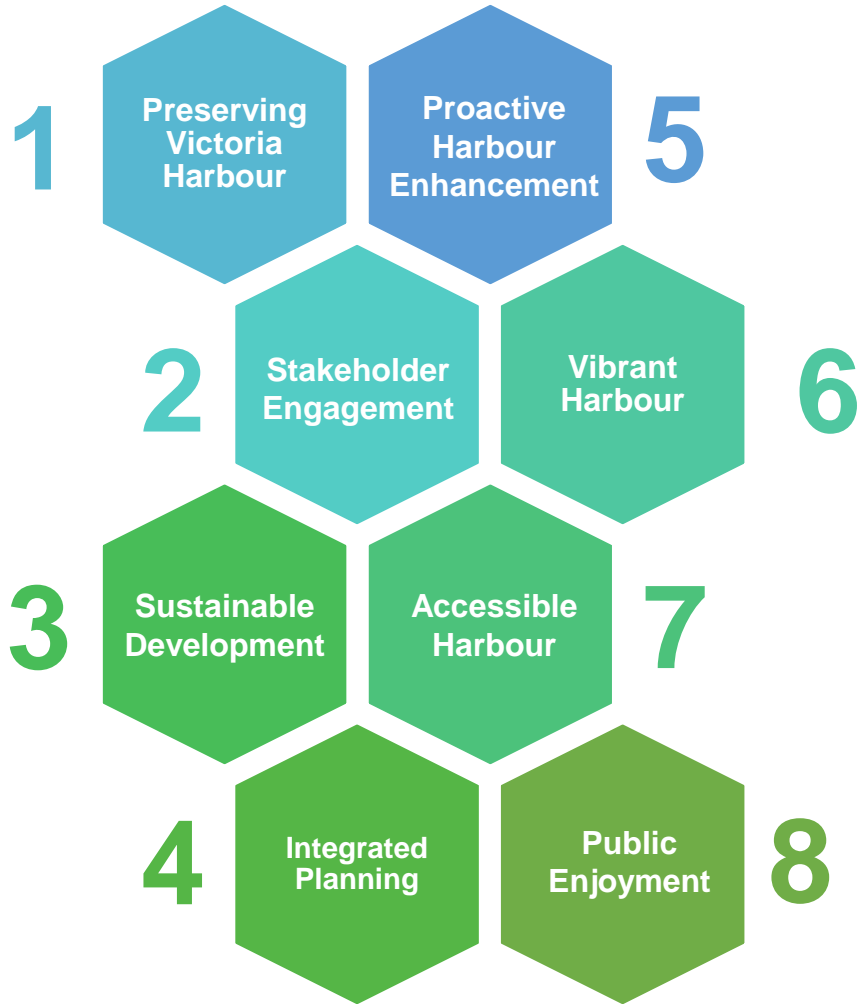 1
Preserving
Victoria
Harbour
2
Stakeholder
Engagement
3
Sustainable
Development
4
Integrated
Planning
5
Proactive
Harbour
Enhancement
6
Vibrant
Harbour
7
Accessible
Harbour
8
Public
Enjoyment